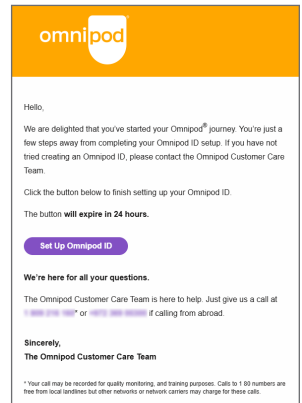 omnipod
Hello,
We are delighted that you've started your Omnipod® journey. You're just a
few steps away from completing your Omnipod ID setup. If you have not
tried creating an Omnipod ID, please contact the Omnipod Customer Care
Team.
Click the button below to finish setting up your Omnipod ID.
The button will expire in 24 hours.
Set Up Omnipod ID
We're here for all your questions.
The Omnipod Customer Care Team is here to help. Just give us a call at
* or if calling from abroad.
Sincerely,
The Omnipod Customer Care Team
* Your call may be recorded for quality monitoring, and training purposes. Calls to 1 80 numbers are
free from local landlines but other networks or network carriers may charge for these calls.